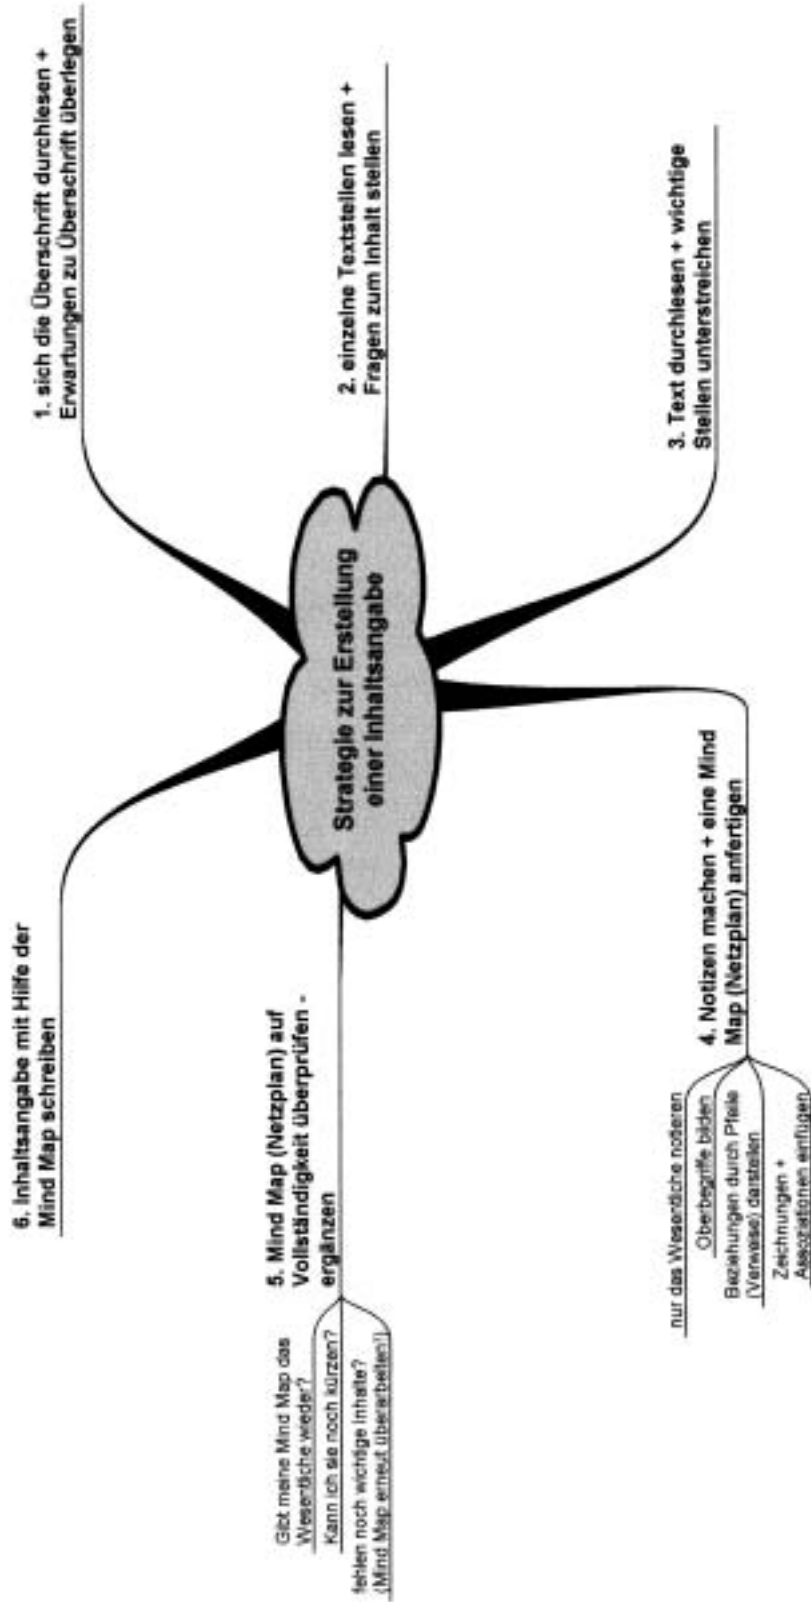 Strategie zur Erstellung
einer Inhaltsangabe
1. sich die Überschrift durchlesen +
Erwartungen zu Überschrift überlegen
2. einzelne Textstellen lesen +
Fragen zum Inhalt stellen
3. Text durchlesen + wichtige
Stellen unterstreichen
4. Notizen machen + eine Mind
Map (Netzplan) anfertigen
nur das Wesentliche notieren
Oberbegriffe bilden
Beziehungen durch Pfeile
(Verweise) darstellen
Zeichnungen +
Assoziationen einfügen
5. Mind Map (Netzplan) auf
Vollständigkeit überprüfen -
ergänzen
Gibt meine Mind Map das
Wesentliche wieder?
Kann ich sie noch kürzen?
fehlen noch wichtige Inhalte?
(Mind Map erneut überarbeiten!)
6. Inhaltsangabe mit Hilfe der
Mind Map schreiben